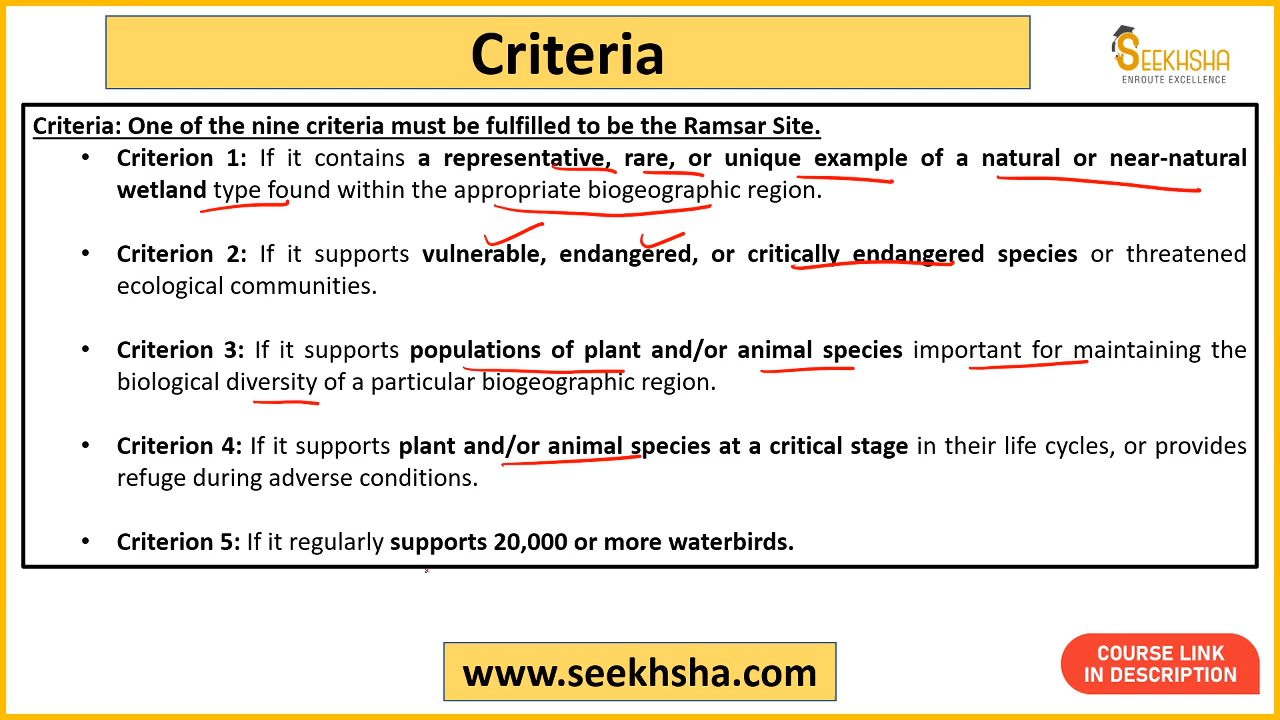 Criteria
SEEKHSHA
ENROUTE EXCELLENCE
Criteria: One of the nine criteria must be fulfilled to be the Ramsar Site.
• Criterion 1: If it contains a representative, rare, or unique example of a natural or near-natural
wetland type found within the appropriate biogeographic region.
• Criterion 2: If it supports vulnerable, endangered, or critically endangered species or threatened
ecological communities.
• Criterion 3: If it supports populations of plant and/or animal species important for maintaining the
biological diversity of a particular biogeographic region.
• Criterion 4: If it supports plant and/or animal species at a critical stage in their life cycles, or provides
refuge during adverse conditions.
• Criterion 5: If it regularly supports 20,000 or more waterbirds.
www.seekhsha.com
COURSE LINK
IN DESCRIPTION